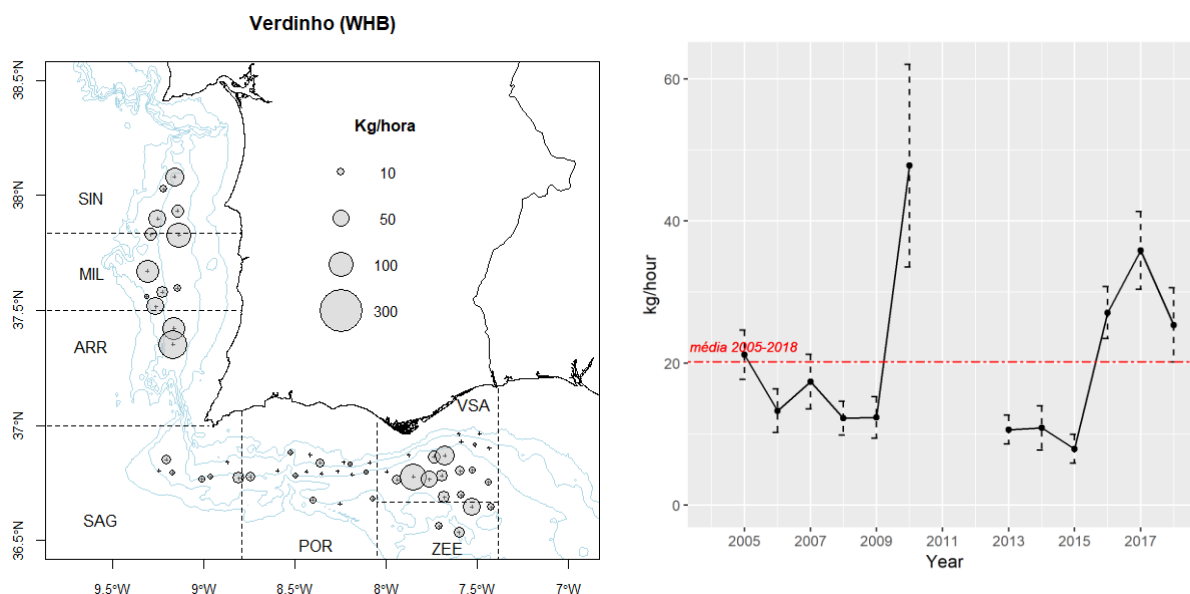 Verdinho (WHB)
38.5°N
38°N
37.5°N
37°N
36.5°N
SIN
MIL
ARR
SAG
POR
ZEE
VSA
Kg/hora
10
50
100
300
9.5°W
9°W
8.5°W
8°W
7.5°W
7°W
kg/hour
60
40
20
0
média 2005-2018
2005
2007
2009
2013
2015
2017
Year